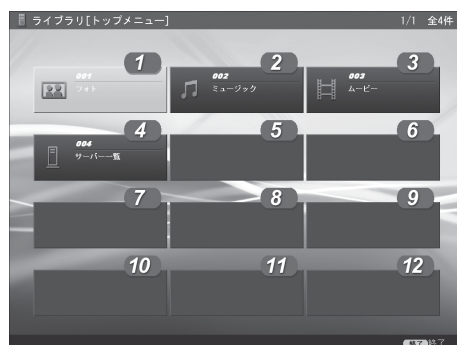 ライブラリ[トップメニュー] 1/1 全4件
1 2 3
001 002 003
フォト ミュージック ムービー
4 5 6
004
サーバー一覧
7 8 9
10 11 12
終了 終了